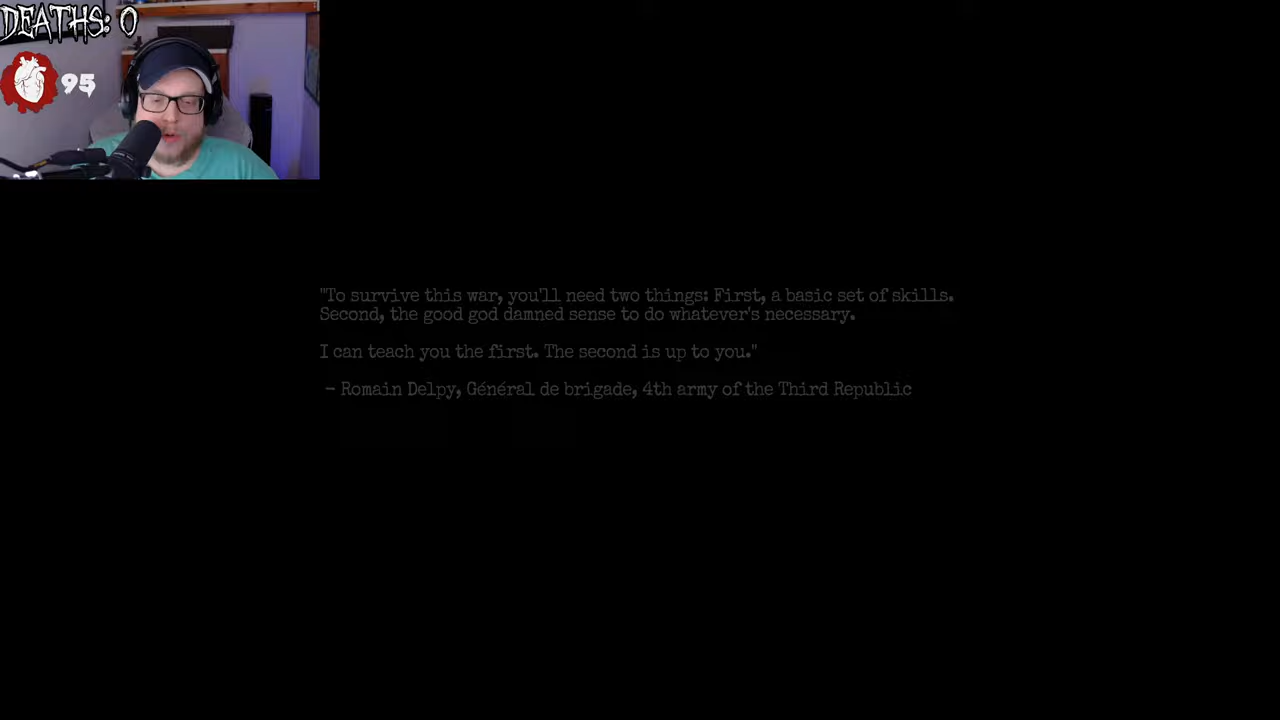 DEATHS: 0
95
"To survive this war, you'll need two things: First, a basic set of skills.
Second, the good god damned sense to do whatever's necessary.
I can teach you the first. The second is up to you."
- Romain Delpy, Général de brigade, 4th army of the Third Republic